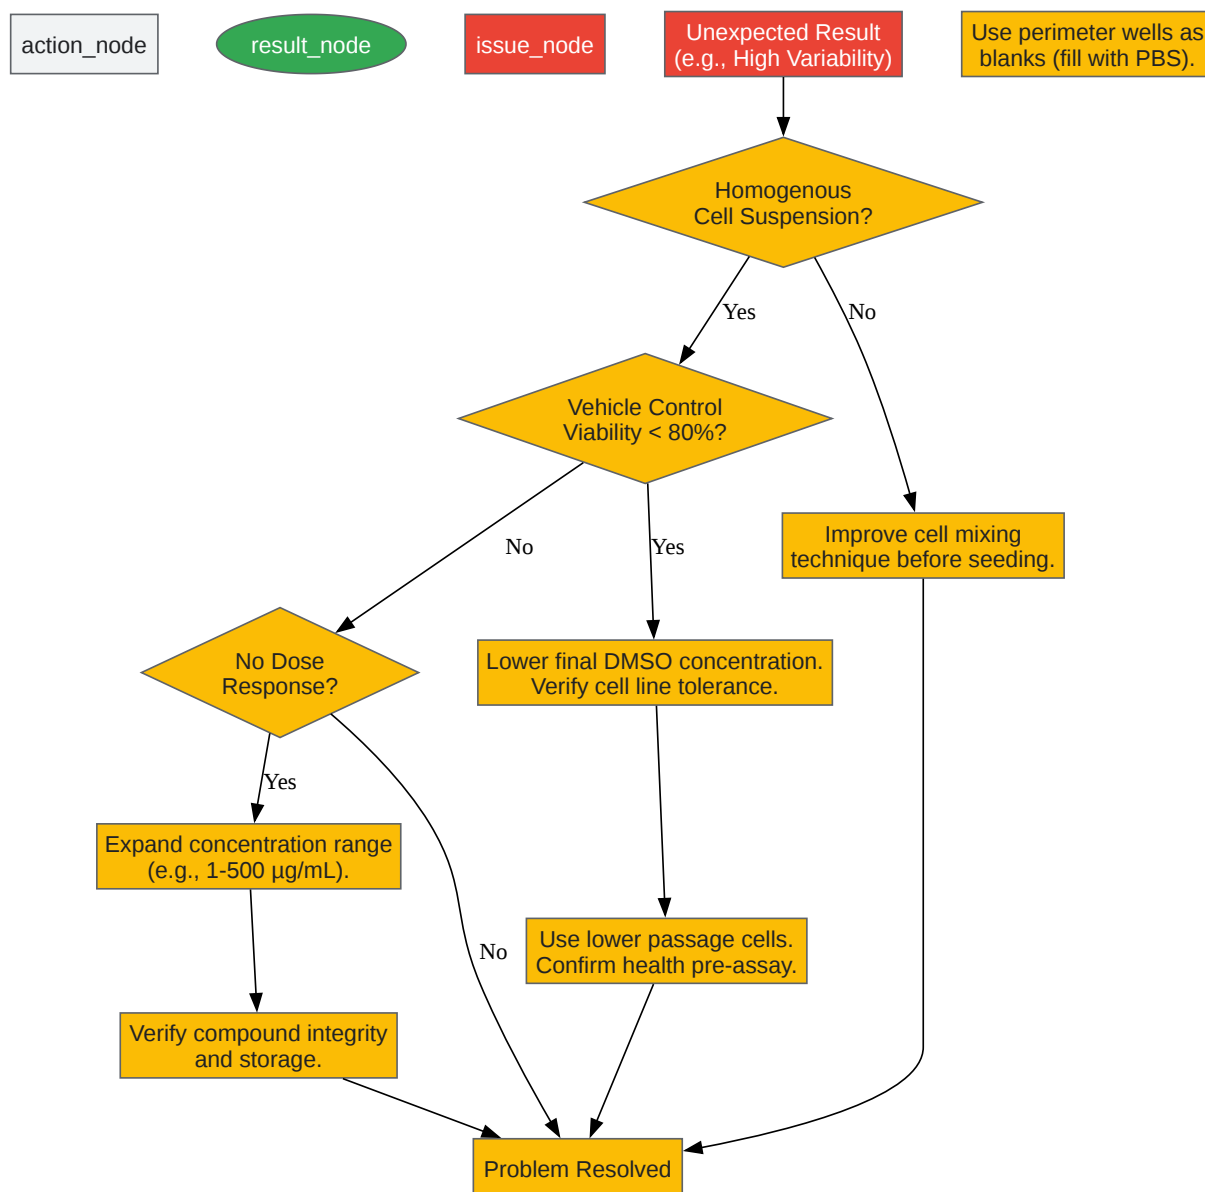 action_node
result_node
issue_node
Unexpected Result
(e.g., High Variability)
Use perimeter wells as
blanks (fill with PBS).
Homogenous
Cell Suspension?
Yes
No
Vehicle Control
Viability < 80%?
No
Yes
Improve cell mixing
technique before seeding.
No Dose
Response?
Lower final DMSO concentration.
Verify cell line tolerance.
Yes
Expand concentration range
(e.g., 1-500 µg/mL).
No
Use lower passage cells.
Confirm health pre-assay.
Verify compound integrity
and storage.
Problem Resolved